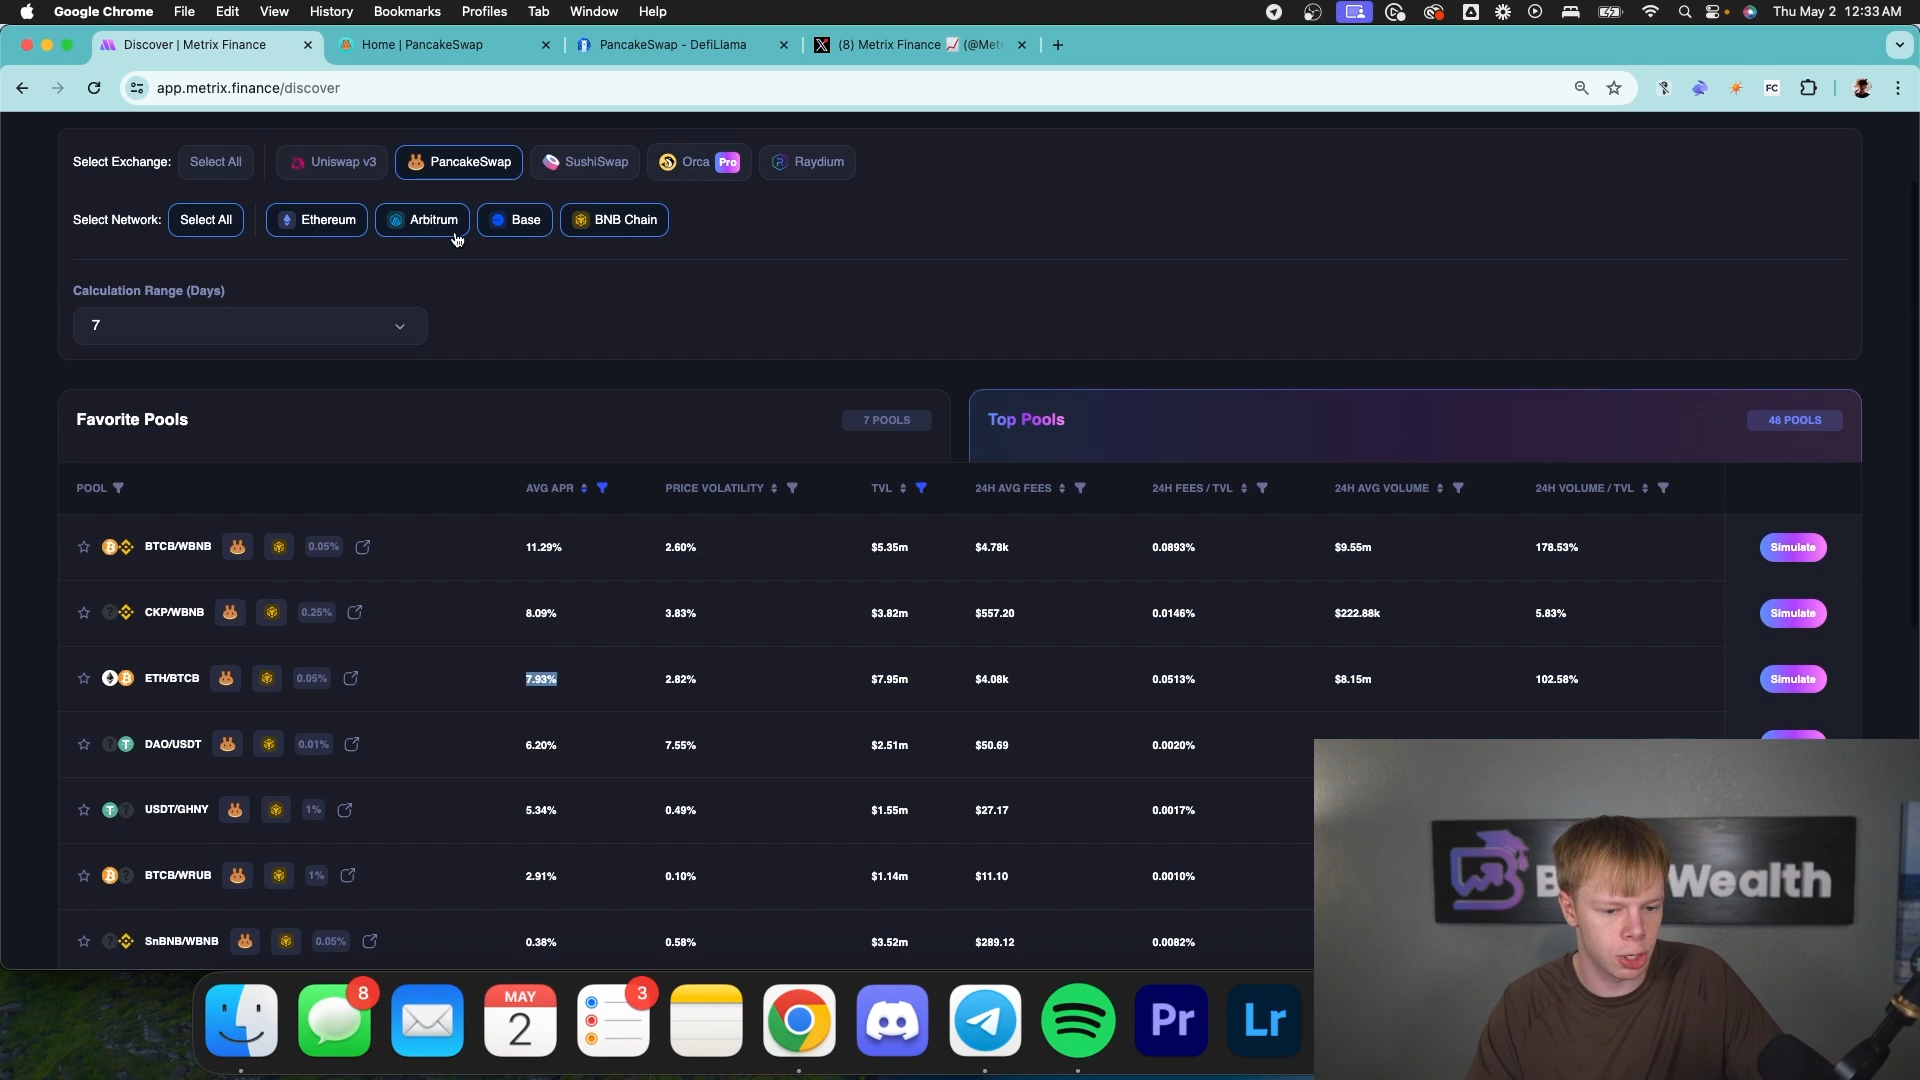 Google Chrome File Edit View History Bookmarks Profiles Tab Window Help Thu May 2 12:33 AM
Discover | Metrix Finance Home | PancakeSwap PancakeSwap - DefiLlama (8) Metrix Finance 📈 (@Met
app.metrix.finance/discover FC
Select Exchange: Select All Uniswap v3 PancakeSwap SushiSwap Orca Pro Raydium
Select Network: Select All Ethereum Arbitrum Base BNB Chain
Calculation Range (Days)
7
Favorite Pools 7 POOLS Top Pools 48 POOLS
POOL AVG APR PRICE VOLATILITY TVL 24H AVG FEES 24H FEES / TVL 24H AVG VOLUME 24H VOLUME / TVL
BTCB/WBNB 0.05% 11.29% 2.60% $5.35m $4.78k 0.0893% $9.55m 178.53% Simulate
CKP/WBNB 0.25% 8.09% 3.83% $3.82m $557.20 0.0146% $222.88k 5.83% Simulate
ETH/BTCB 0.05% 7.93% 2.82% $7.95m $4.08k 0.0513% $8.15m 102.58% Simulate
DAO/USDT 0.01% 6.20% 7.55% $2.51m $50.69 0.0020%
USDT/GHNY 1% 5.34% 0.49% $1.55m $27.17 0.0017%
BTCB/WRUB 1% 2.91% 0.10% $1.14m $11.10 0.0010%
SnBNB/WBNB 0.05% 0.38% 0.58% $3.52m $289.12 0.0082%
B Wealth
8 MAY 2 3 Pr Lr